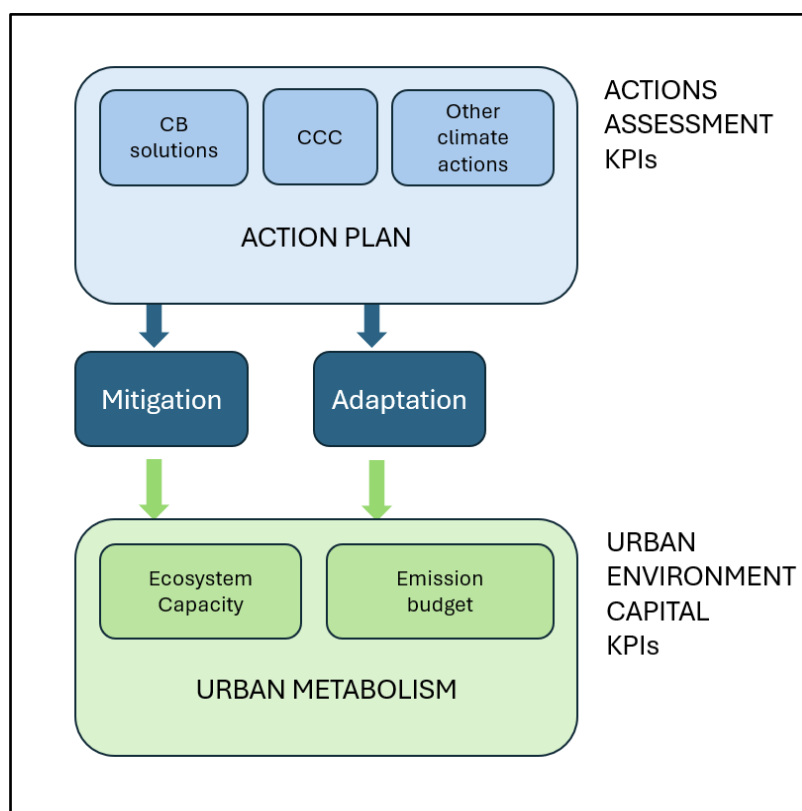 CB
solutions
CCC
Other
climate
actions
ACTION PLAN
ACTIONS
ASSESSMENT
KPIs
Mitigation
Adaptation
Ecosystem
Capacity
Emission
budget
URBAN METABOLISM
URBAN
ENVIRONMENT
CAPITAL
KPIs